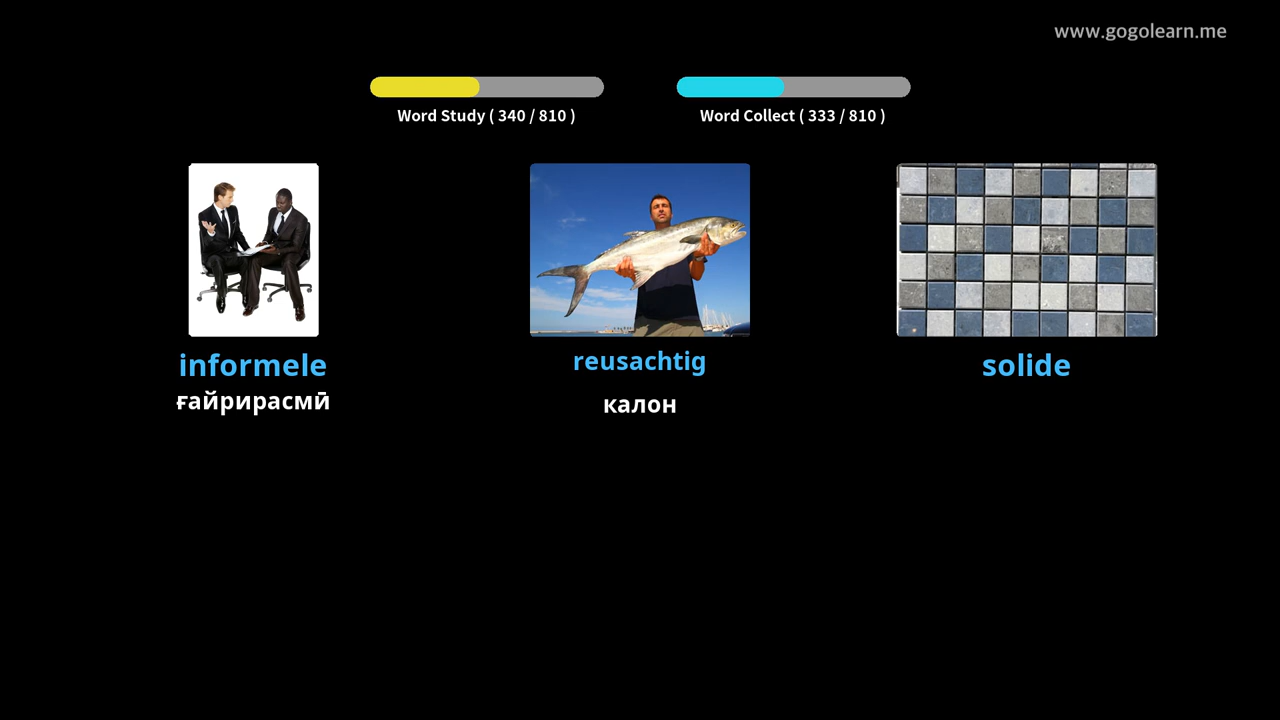 www.gogolearn.me
Word Study ( 340 / 810 )
Word Collect ( 333 / 810 )
informele
ғайрирасмӣ
reusachtig
калон
solide